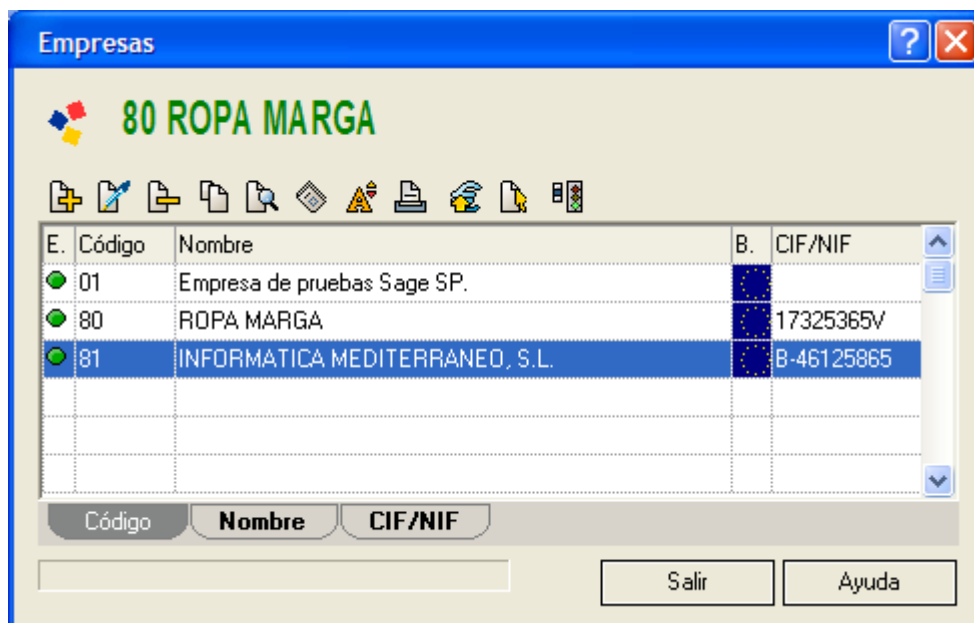 Empresas
80 ROPA MARGA
E. Código Nombre B. CIF/NIF
01 Empresa de pruebas Sage SP.
80 ROPA MARGA 17325365V
81 INFORMATICA MEDITERRANEO, S.L. B-46125865
Código Nombre CIF/NIF
Salir Ayuda